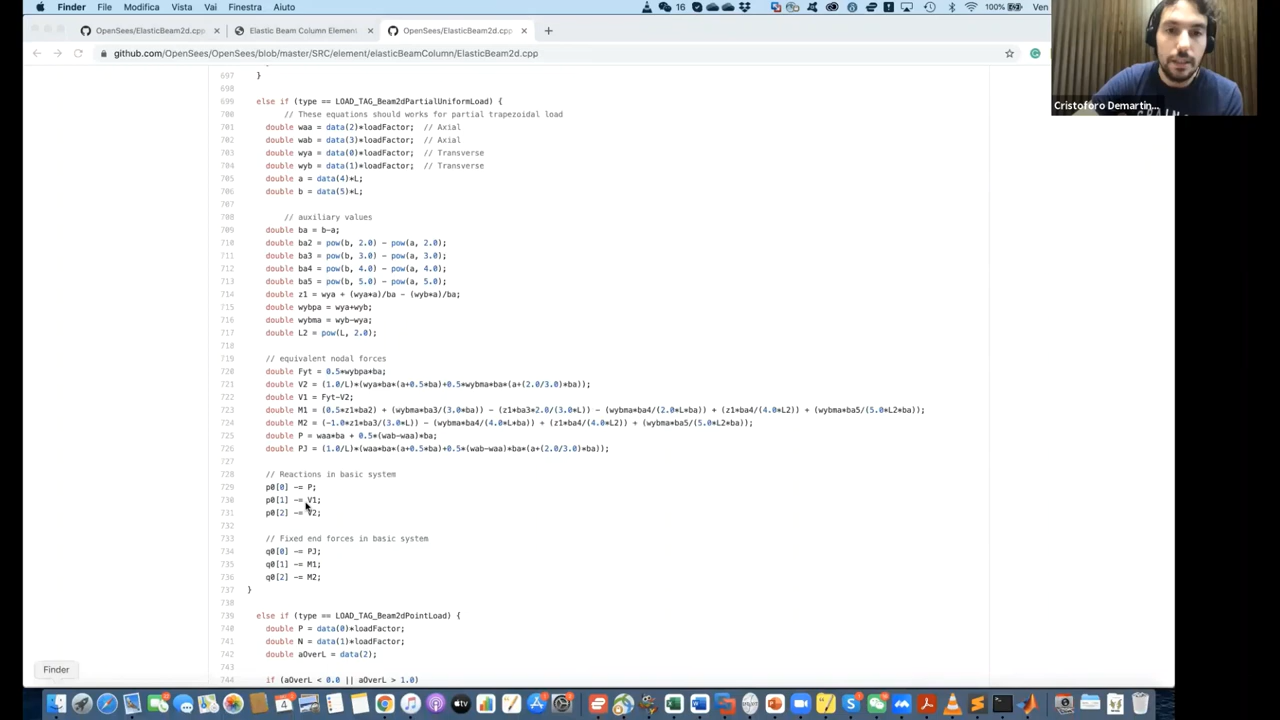 Finder File Modifica Vista Vai Finestra Aiuto 16 100% Ven
OpenSees/ElasticBeam2d.cpp Elastic Beam Column Element OpenSees/ElasticBeam2d.cpp
github.com/OpenSees/OpenSees/blob/master/SRC/element/elasticBeamColumn/ElasticBeam2d.cpp
Cristoforo Demartin...
697 }
698
699 else if (type == LOAD_TAG_Beam2dPartialUniformLoad) {
700 // These equations should works for partial trapezoidal load
701 double waa = data(2)*loadFactor; // Axial
702 double wab = data(3)*loadFactor; // Axial
703 double wya = data(0)*loadFactor; // Transverse
704 double wyb = data(1)*loadFactor; // Transverse
705 double a = data(4)*L;
706 double b = data(5)*L;
707
708 // auxiliary values
709 double ba = b-a;
710 double ba2 = pow(b, 2.0) - pow(a, 2.0);
711 double ba3 = pow(b, 3.0) - pow(a, 3.0);
712 double ba4 = pow(b, 4.0) - pow(a, 4.0);
713 double ba5 = pow(b, 5.0) - pow(a, 5.0);
714 double z1 = wya + (wya*a)/ba - (wyb*a)/ba;
715 double wybpa = wya+wyb;
716 double wybma = wyb-wya;
717 double L2 = pow(L, 2.0);
718
719 // equivalent nodal forces
720 double Fyt = 0.5*wybpa*ba;
721 double V2 = (1.0/L)*(wya*ba*(a+0.5*ba)+0.5*wybma*ba*(a+(2.0/3.0)*ba));
722 double V1 = Fyt-V2;
723 double M1 = (0.5*z1*ba2) + (wybma*ba3/(3.0*ba)) - (z1*ba3*2.0/(3.0*L)) - (wybma*ba4/(2.0*L*ba)) + (z1*ba4/(4.0*L2)) + (wybma*ba5/(5.0*L2*ba));
724 double M2 = (-1.0*z1*ba3/(3.0*L)) - (wybma*ba4/(4.0*L*ba)) + (z1*ba4/(4.0*L2)) + (wybma*ba5/(5.0*L2*ba));
725 double P = waa*ba + 0.5*(wab-waa)*ba;
726 double PJ = (1.0/L)*(waa*ba*(a+0.5*ba)+0.5*(wab-waa)*ba*(a+(2.0/3.0)*ba));
727
728 // Reactions in basic system
729 p0[0] -= P;
730 p0[1] -= V1;
731 p0[2] -= V2;
732
733 // Fixed end forces in basic system
734 q0[0] -= PJ;
735 q0[1] -= M1;
736 q0[2] -= M2;
737 }
738
739 else if (type == LOAD_TAG_Beam2dPointLoad) {
740 double P = data(0)*loadFactor;
741 double N = data(1)*loadFactor;
742 double aOverL = data(2);
743
744 if (aOverL < 0.0 || aOverL > 1.0)
Finder